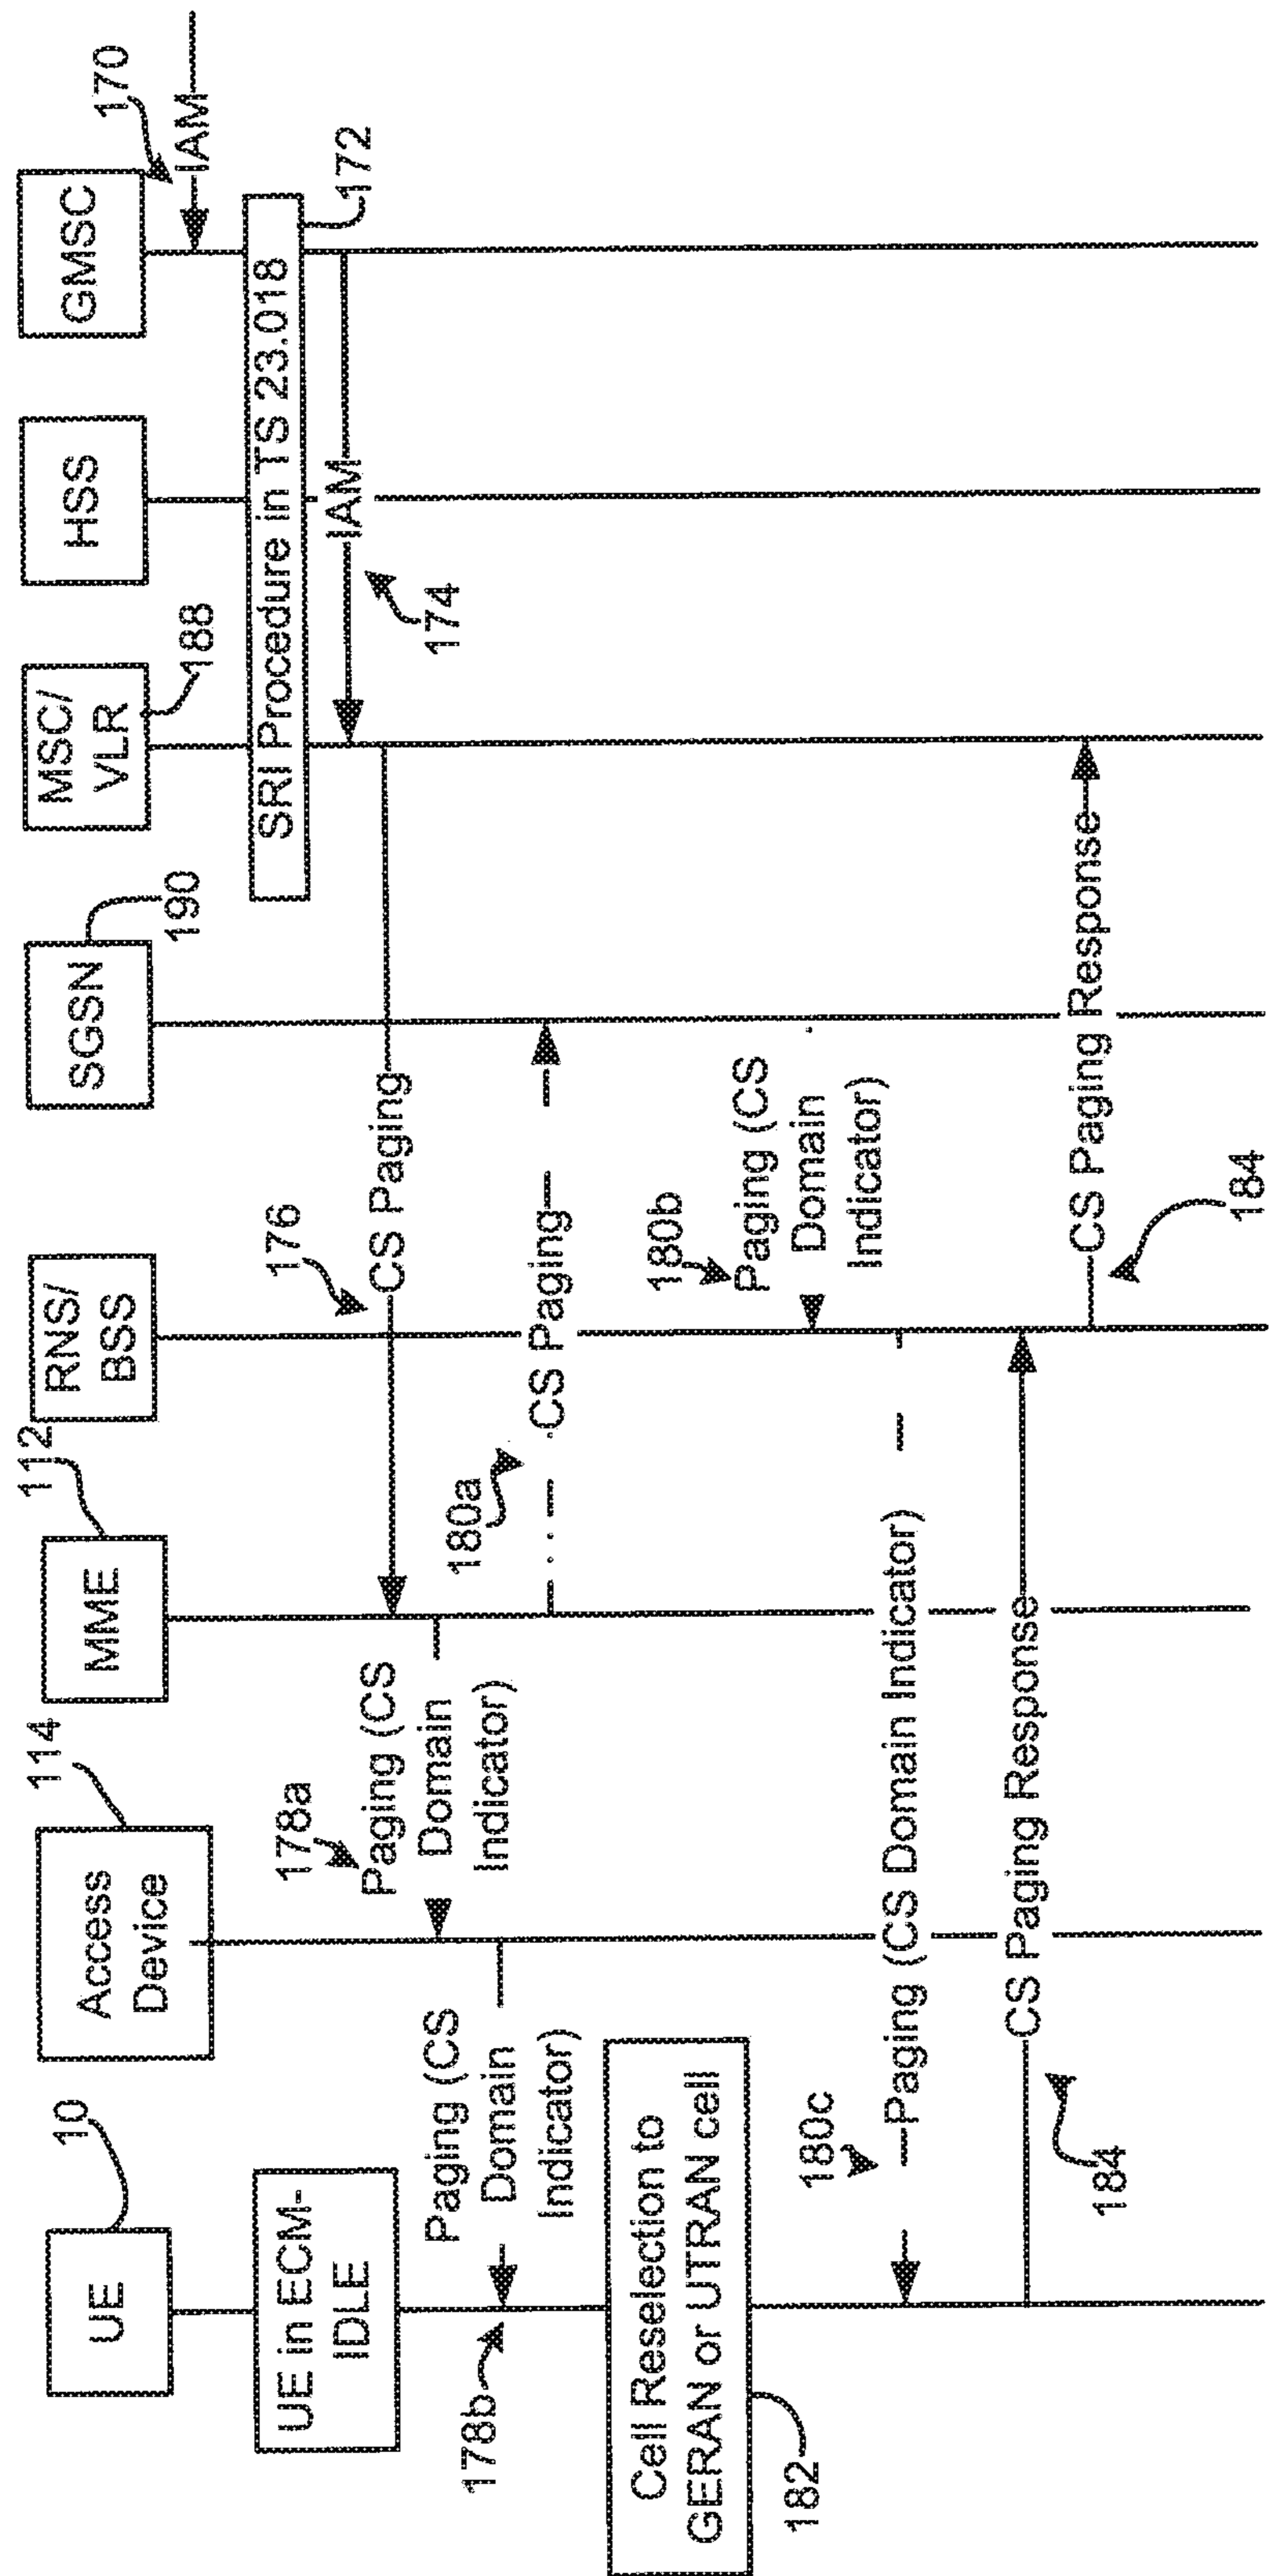 UE
10
Access
Device
114
MME
112
RNS/
BSS
SGSN
190
MSC/
VLR
188
HSS
GMSC
170
IAM
UE in ECM-
IDLE
SRI Procedure in TS 23.018
172
IAM
174
176
CS Paging
178a
Paging (CS
Domain
Indicator)
Paging (CS
Domain
Indicator)
178b
180a
CS Paging
Cell Reselection to
GERAN or UTRAN cell
182
180b
Paging (CS
Domain
Indicator)
180c
Paging (CS Domain Indicator)
CS Paging Response
184
CS Paging Response
184